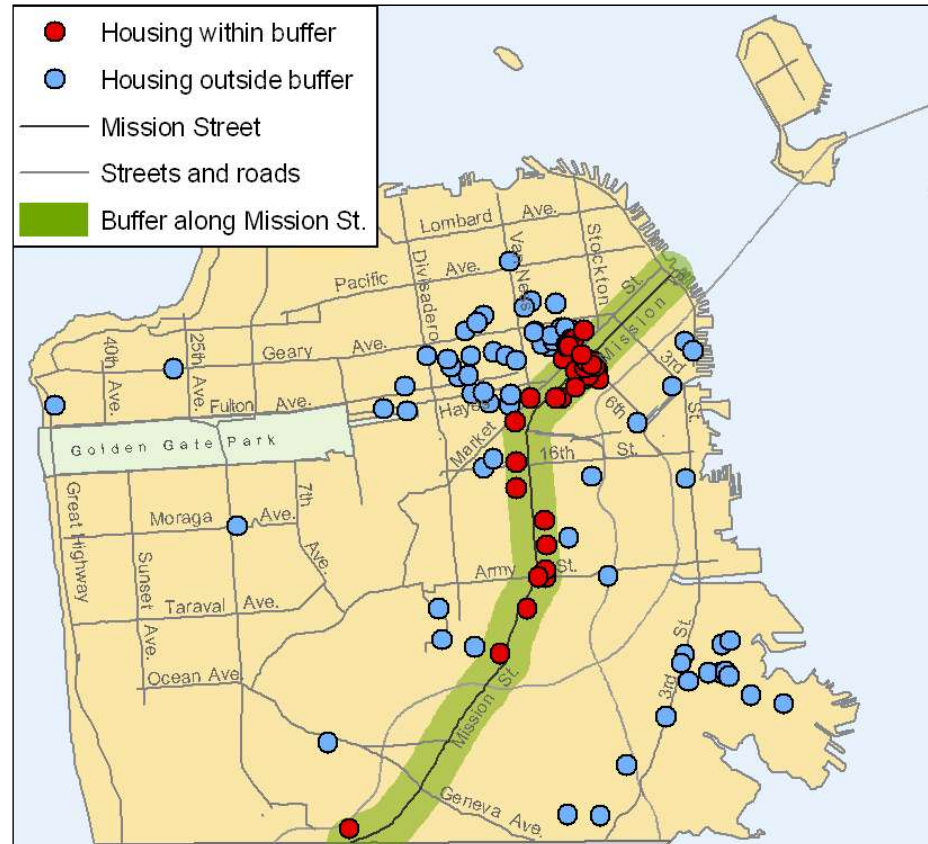 Housing within buffer
Housing outside buffer
Mission Street
Streets and roads
Buffer along Mission St.
Lombard Ave.
Pacific Ave.
Divisadero
Van Ness
Stockton
St.
Mission
40th Ave.
25th Ave.
Geary Ave.
3rd
Fulton Ave.
Hayes
6th
Golden Gate Park
Market
16th St.
St.
Great Highway
Moraga Ave.
7th Ave.
Sunset Ave.
Army St.
Taraval Ave.
Ocean Ave.
3rd St.
Mission St.
Geneva Ave.